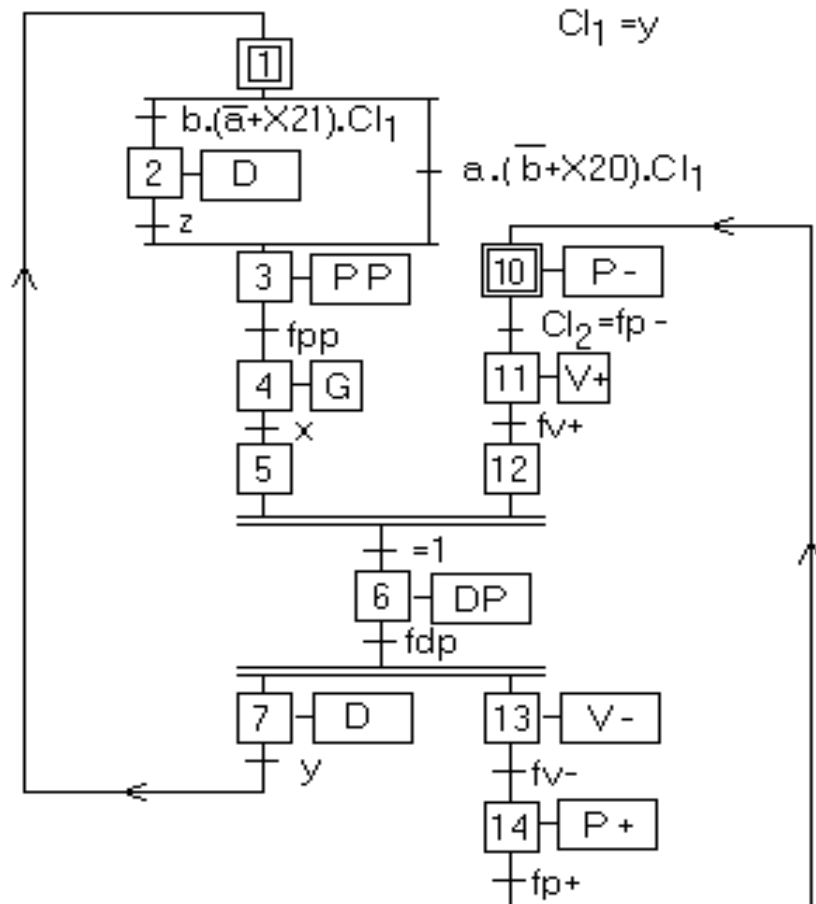 CI₁ =y
1
b.(a̅+X21).CI₁
2 D
a.(b̅+X20).CI₁
z
3 PP
10 P-
fpp
CI₂=fp-
4 G
11 V+
x
fv+
5
12
=1
6 DP
fdp
7 D
13 V-
y
fv-
14 P+
fp+